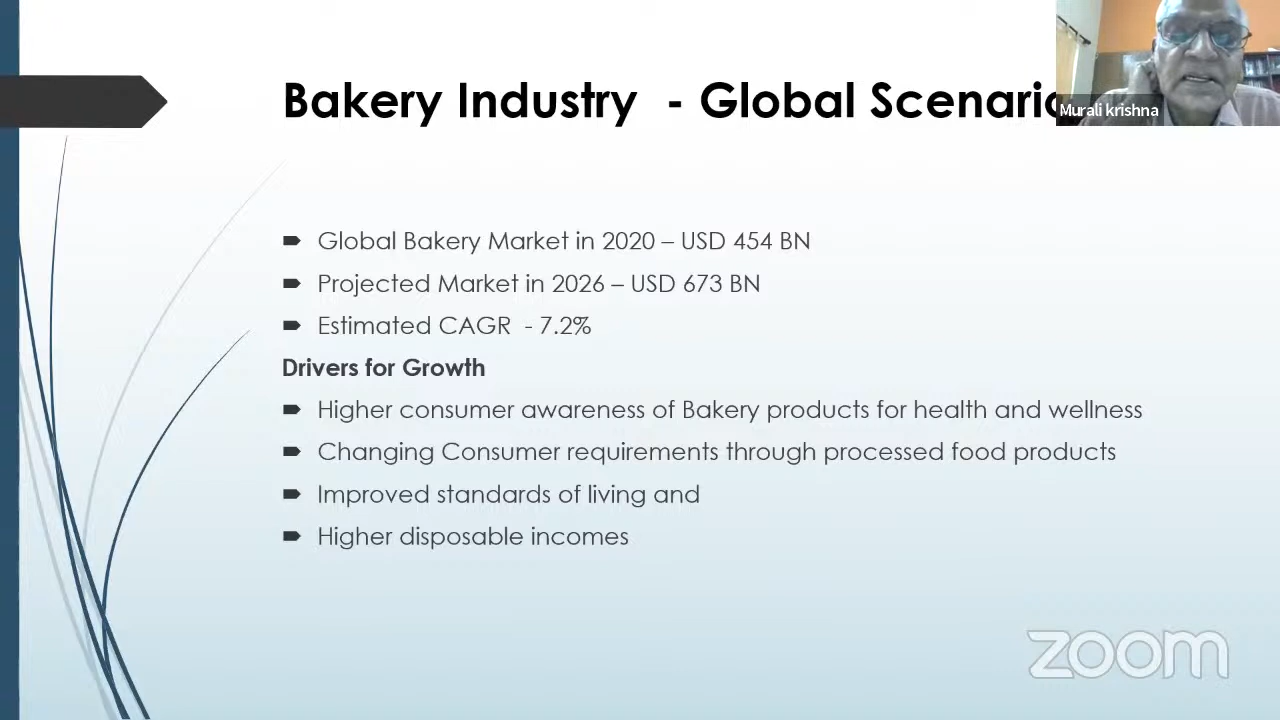 Bakery Industry - Global Scenario
Murali krishna
Global Bakery Market in 2020 – USD 454 BN
Projected Market in 2026 – USD 673 BN
Estimated CAGR - 7.2%
Drivers for Growth
Higher consumer awareness of Bakery products for health and wellness
Changing Consumer requirements through processed food products
Improved standards of living and
Higher disposable incomes
zoom